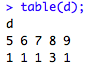 > table(d);
d
5 6 7 8 9
1 1 1 3 1